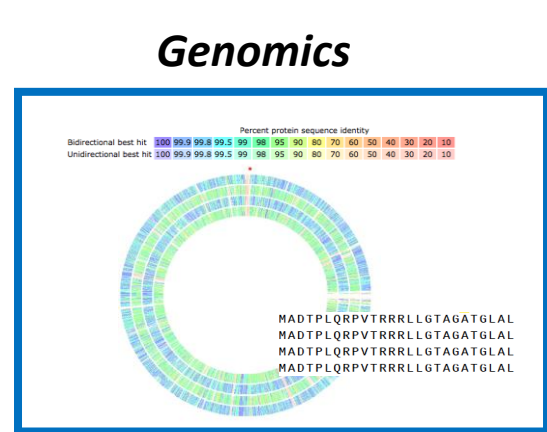 Genomics
Percent protein sequence identity
Bidirectional best hit 100 99.9 99.8 99.5 99 98 95 90 80 70 60 50 40 30 20 10
Unidirectional best hit 100 99.9 99.8 99.5 99 98 95 90 80 70 60 50 40 30 20 10
MADTPLQRPVTRRRLLGTAGATGLAL
MADTPLQRPVTRRRLLGTAGATGLAL
MADTPLQRPVTRRRLLGTAGATGLAL
MADTPLQRPVTRRRLLGTAGATGLAL